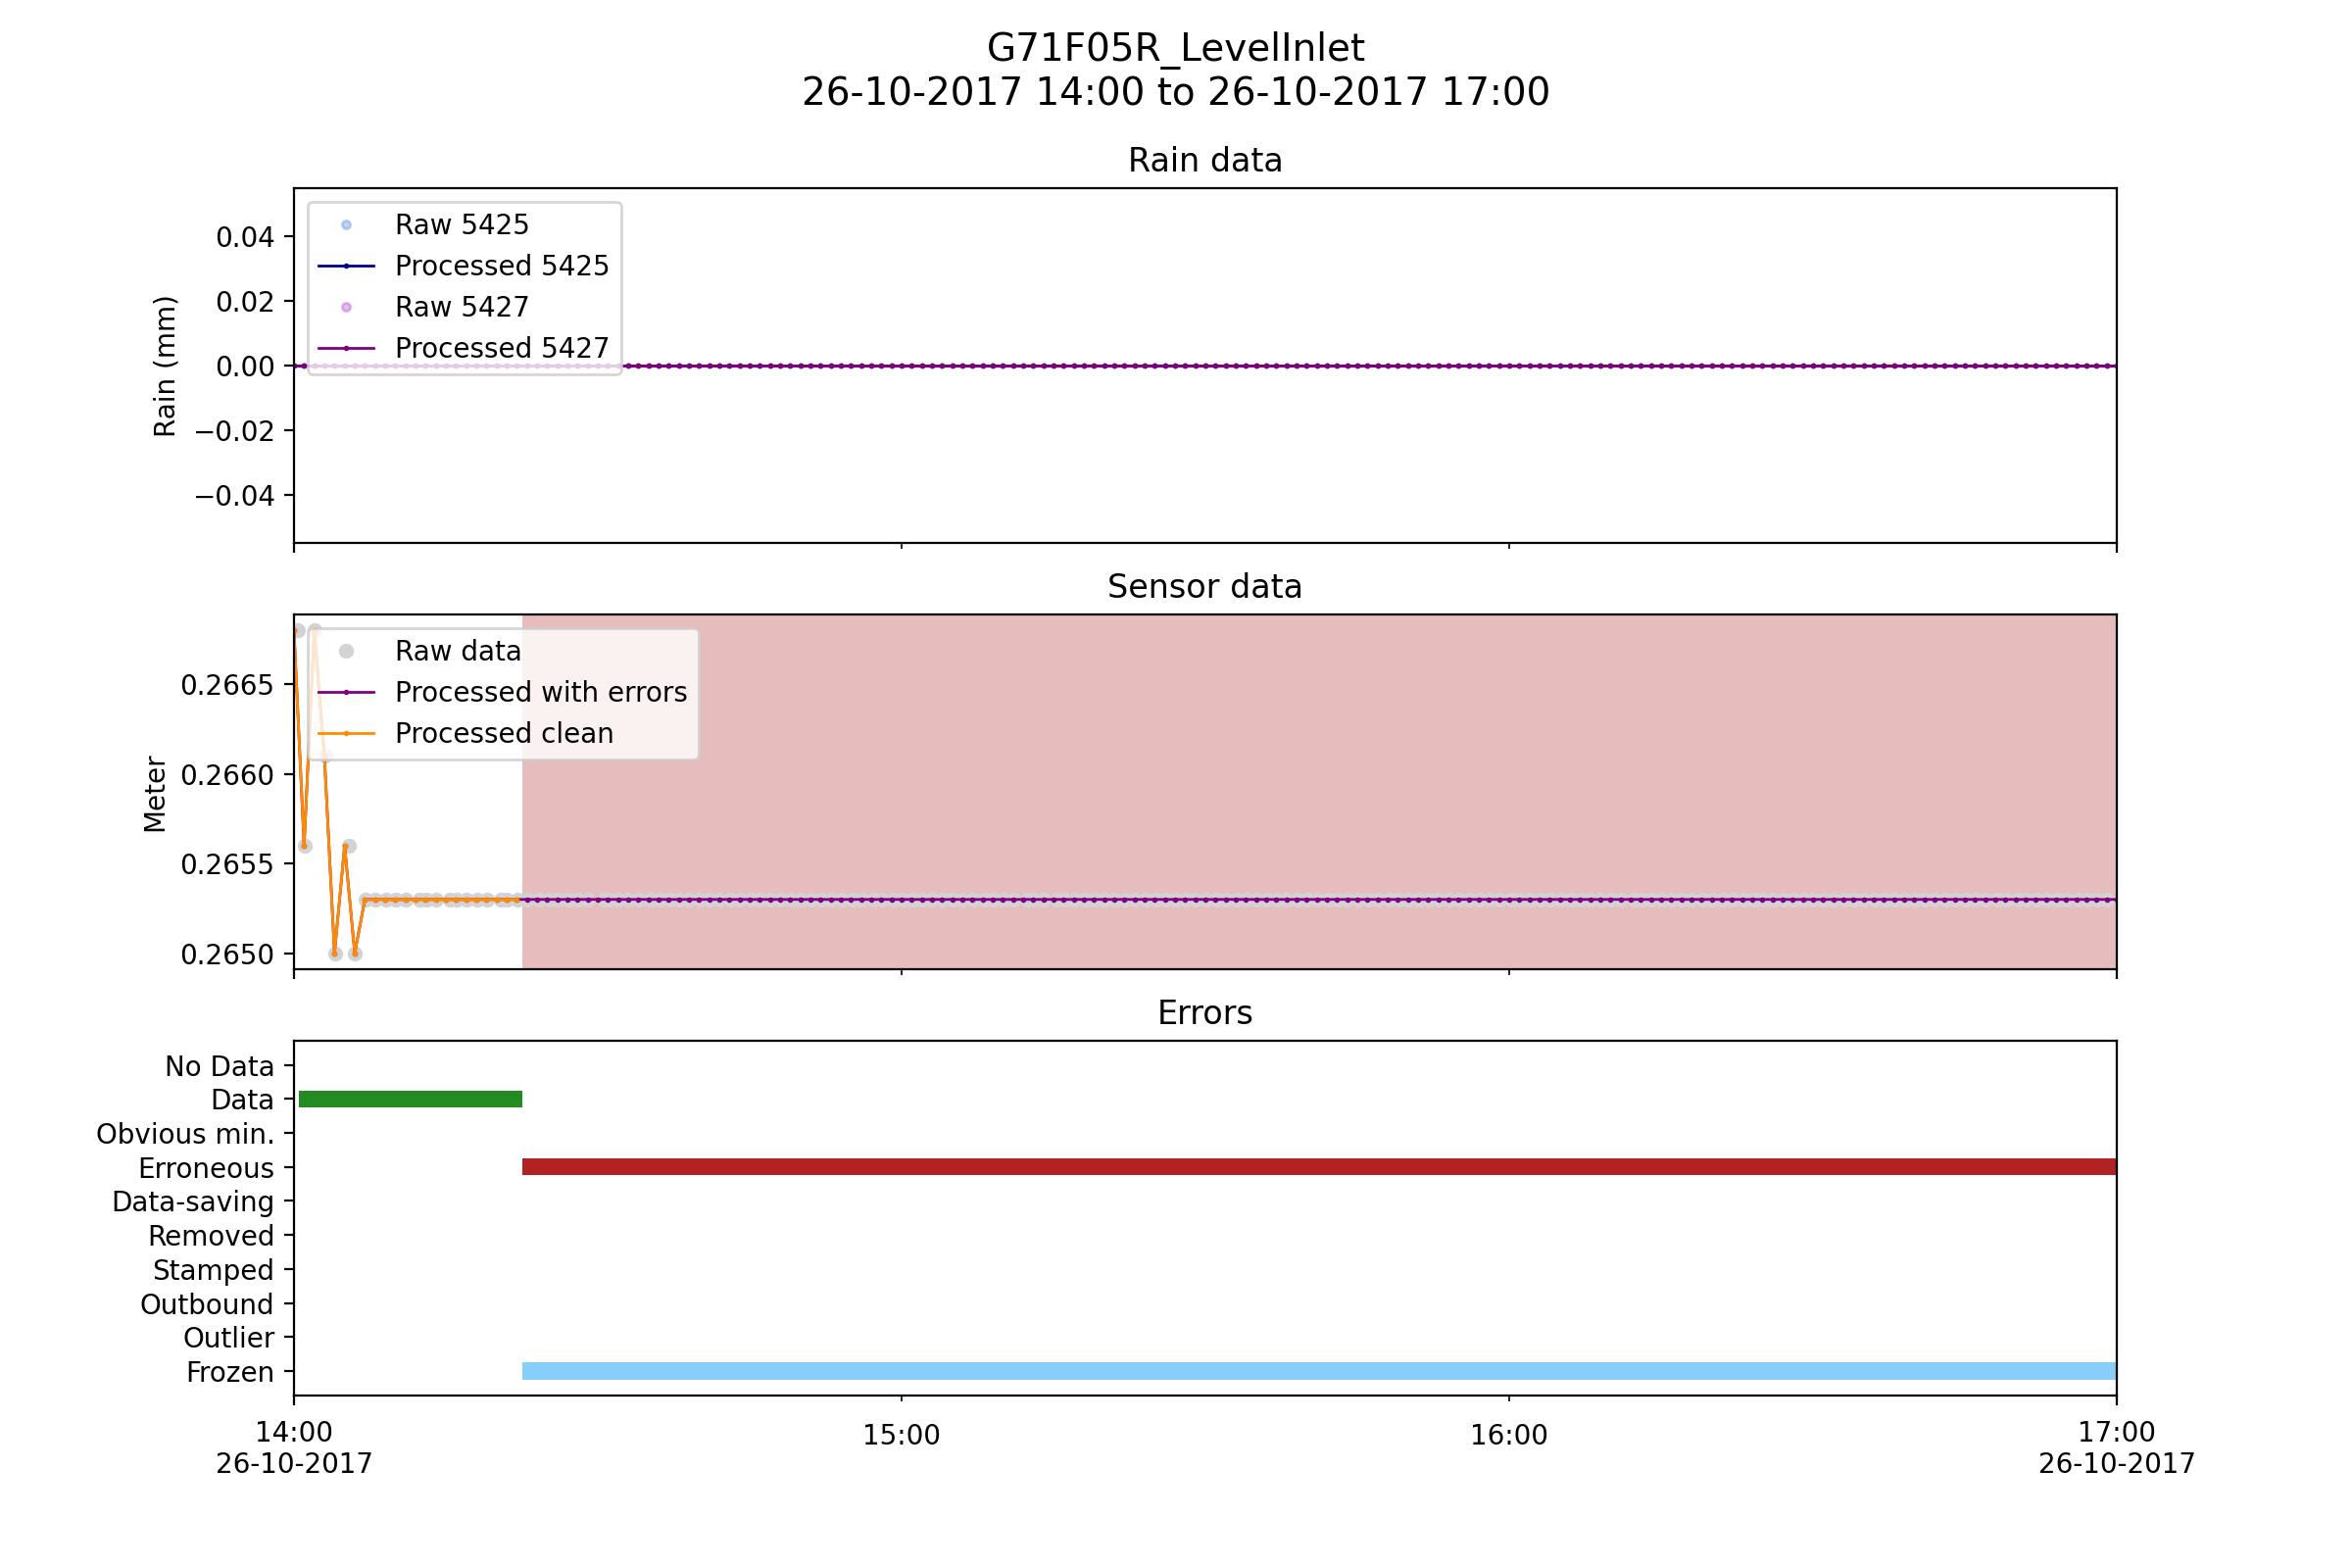 G71F05R_LevelInlet
26-10-2017 14:00 to 26-10-2017 17:00
Rain data
Raw 5425
Processed 5425
Raw 5427
Processed 5427
0.04
0.02
0.00
−0.02
−0.04
Rain (mm)
Sensor data
Raw data
Processed with errors
Processed clean
0.2665
0.2660
0.2655
0.2650
Meter
Errors
No Data
Data
Obvious min.
Erroneous
Data-saving
Removed
Stamped
Outbound
Outlier
Frozen
14:00
26-10-2017
15:00
16:00
17:00
26-10-2017